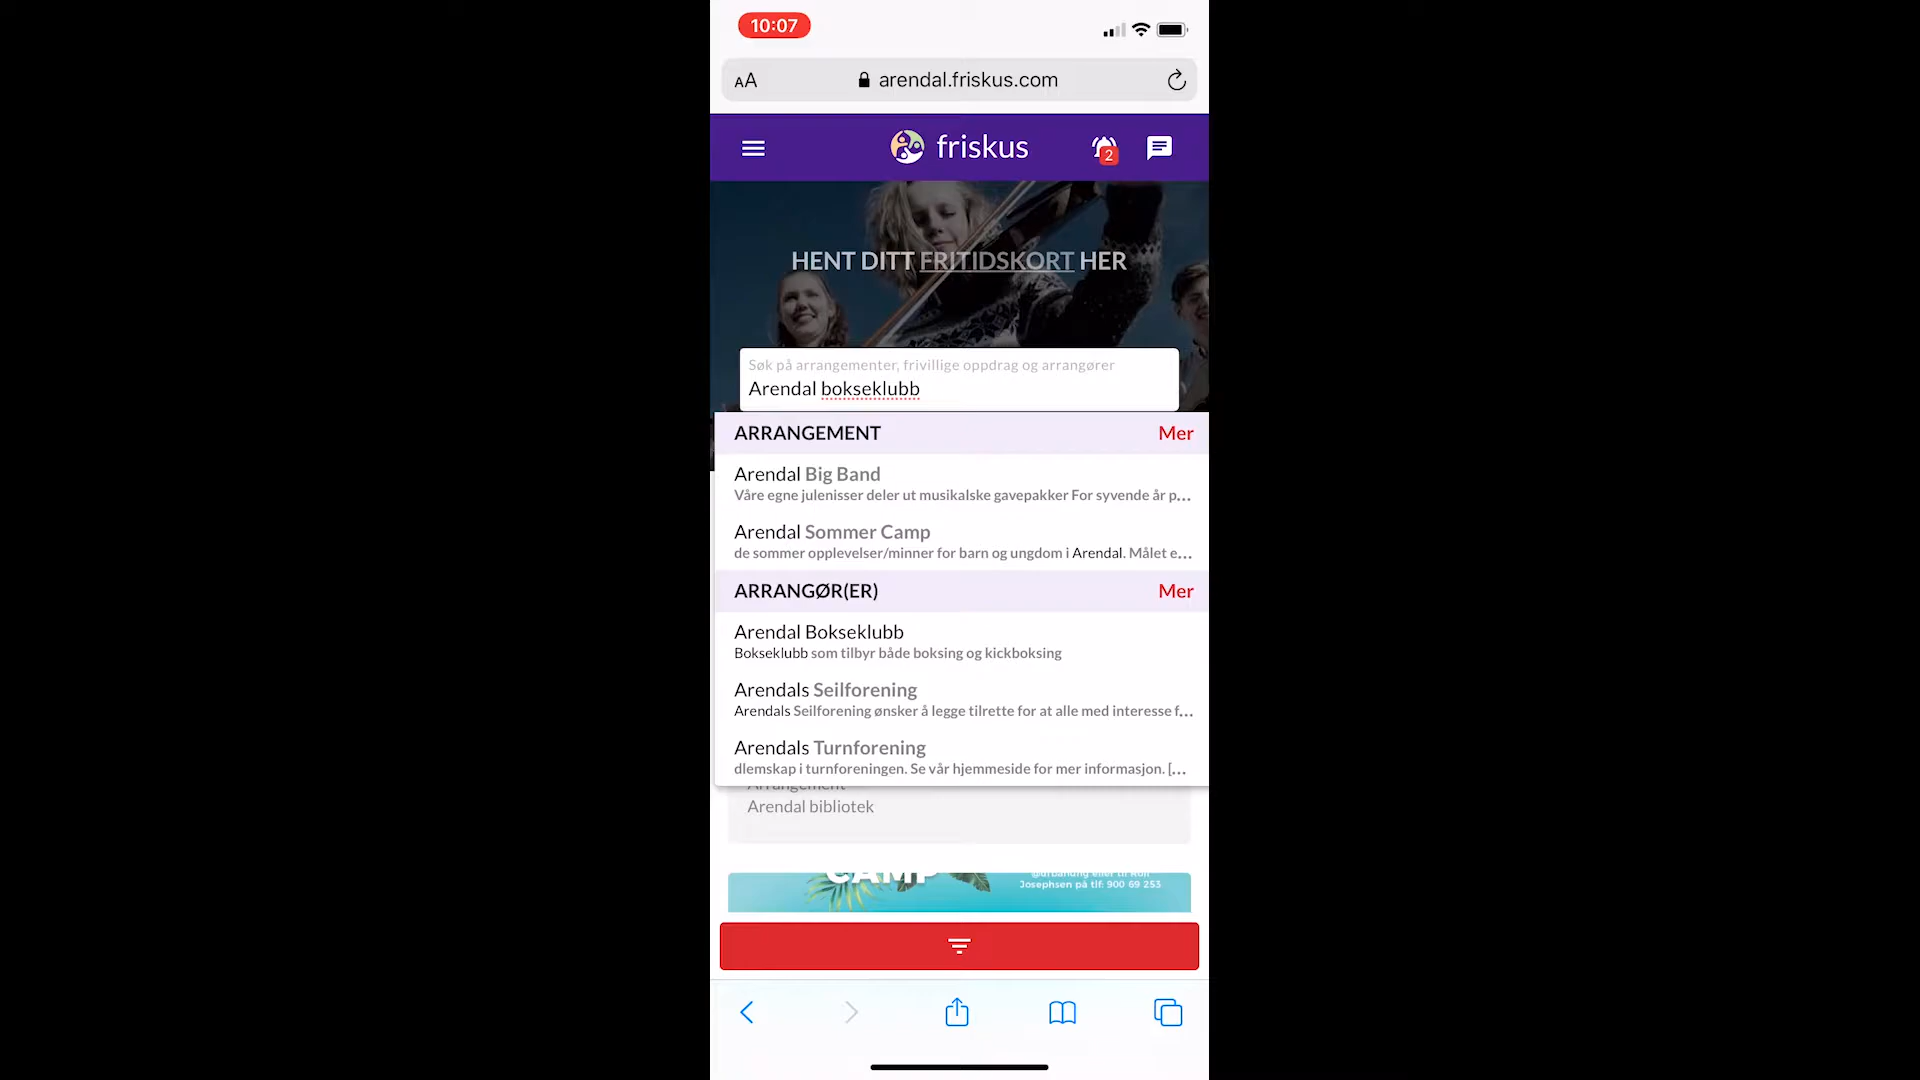 10:07
AA
arendal.friskus.com
friskus
2
HENT DITT FRITIDSKORT HER
Søk på arrangementer, frivillige oppdrag og arrangører
Arendal bokseklubb
ARRANGEMENT Mer
Arendal Big Band
Våre egne julenisser deler ut musikalske gavepakker For syvende år p...
Arendal Sommer Camp
de sommer opplevelser/minner for barn og ungdom i Arendal. Målet e...
ARRANGØR(ER) Mer
Arendal Bokseklubb
Bokseklubb som tilbyr både boksing og kickboksing
Arendals Seilforening
Arendals Seilforening ønsker å legge tilrette for at alle med interesse f...
Arendals Turnforening
dlemskap i turnforeningen. Se vår hjemmeside for mer informasjon. [...
Arrangement
Arendal bibliotek
CAMP
Josephsen på tlf: 900 69 253